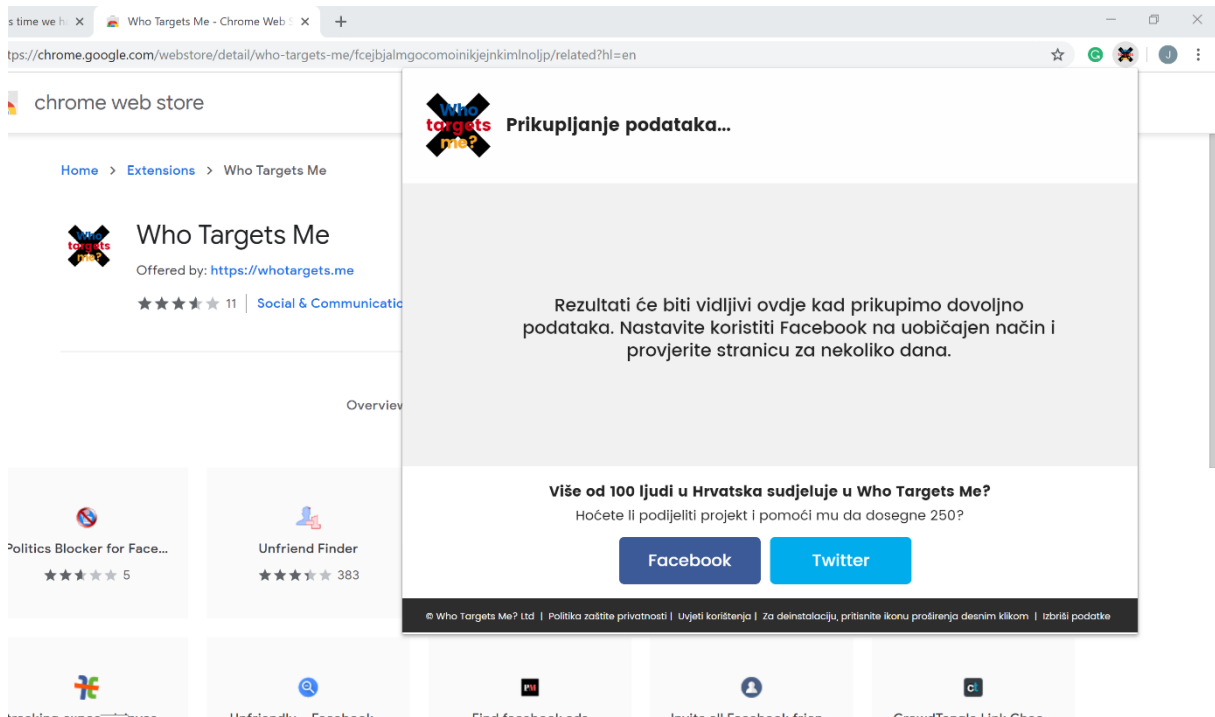 s time we h
Who Targets Me - Chrome Web S
tps://chrome.google.com/webstore/detail/who-targets-me/fcejbjalmgocomoinikjejnkimlnoljp/related?hl=en
J
chrome web store
Home > Extensions > Who Targets Me
Who targets me?
Who Targets Me
Offered by: https://whotargets.me
11 | Social & Communicatio
Overview
Politics Blocker for Face...
5
Unfriend Finder
383
Who targets me?
Prikupljanje podataka...
Rezultati će biti vidljivi ovdje kad prikupimo dovoljno
podataka. Nastavite koristiti Facebook na uobičajen način i
provjerite stranicu za nekoliko dana.
Više od 100 ljudi u Hrvatska sudjeluje u Who Targets Me?
Hoćete li podijeliti projekt i pomoći mu da dosegne 250?
Facebook
Twitter
© Who Targets Me? Ltd | Politika zaštite privatnosti | Uvjeti korištenja | Za deinstalaciju, pritisnite ikonu proširenja desnim klikom | Izbriši podatke
PM
ct